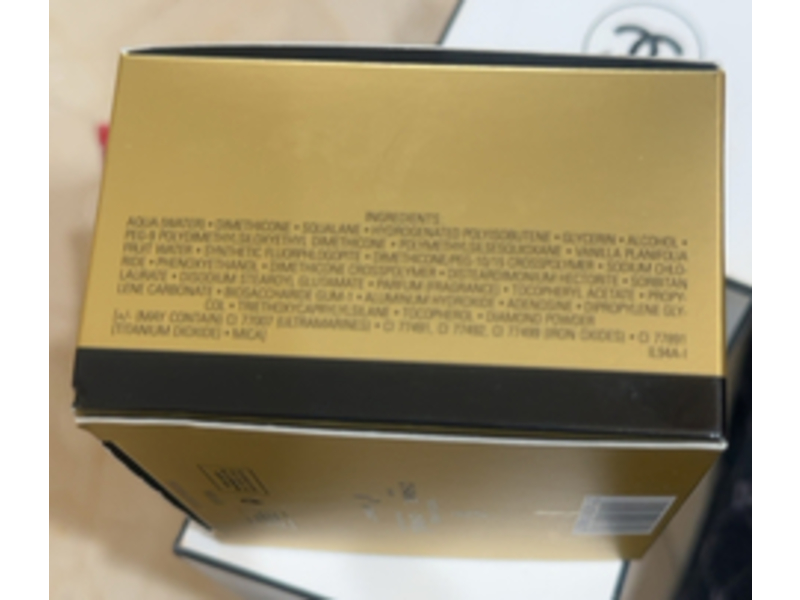 INGREDIENTS
AQUA (WATER) • DIMETHICONE • SQUALANE • HYDROGENATED POLYISOBUTENE • GLYCERIN • ALCOHOL •
PEG-9 POLYDIMETHYLSILOXYETHYL DIMETHICONE • POLYMETHYLSILSESQUIOXANE • VANILLA PLANIFOLIA
FRUIT WATER • SYNTHETIC FLUORPHLOGOPITE • DIMETHICONE/PEG-10/15 CROSSPOLYMER • SODIUM CHLO-
RIDE • PHENOXYETHANOL • DIMETHICONE CROSSPOLYMER • DISTEARDIMONIUM HECTORITE • SORBITAN
LAURATE • DISODIUM STEAROYL GLUTAMATE • PARFUM (FRAGRANCE) • TOCOPHERYL ACETATE • PROPY-
LENE CARBONATE • BIOSACCHARIDE GUM-1 • ALUMINUM HYDROXIDE • ADENOSINE • DIPROPYLENE GLY-
COL • TRIETHOXYCAPRYLYLSILANE • TOCOPHEROL • DIAMOND POWDER
[+/- (MAY CONTAIN) CI 77007 (ULTRAMARINES) • CI 77491, CI 77492, CI 77499 (IRON OXIDES) • CI 77891
(TITANIUM DIOXIDE) • MICA]
IL94A-I